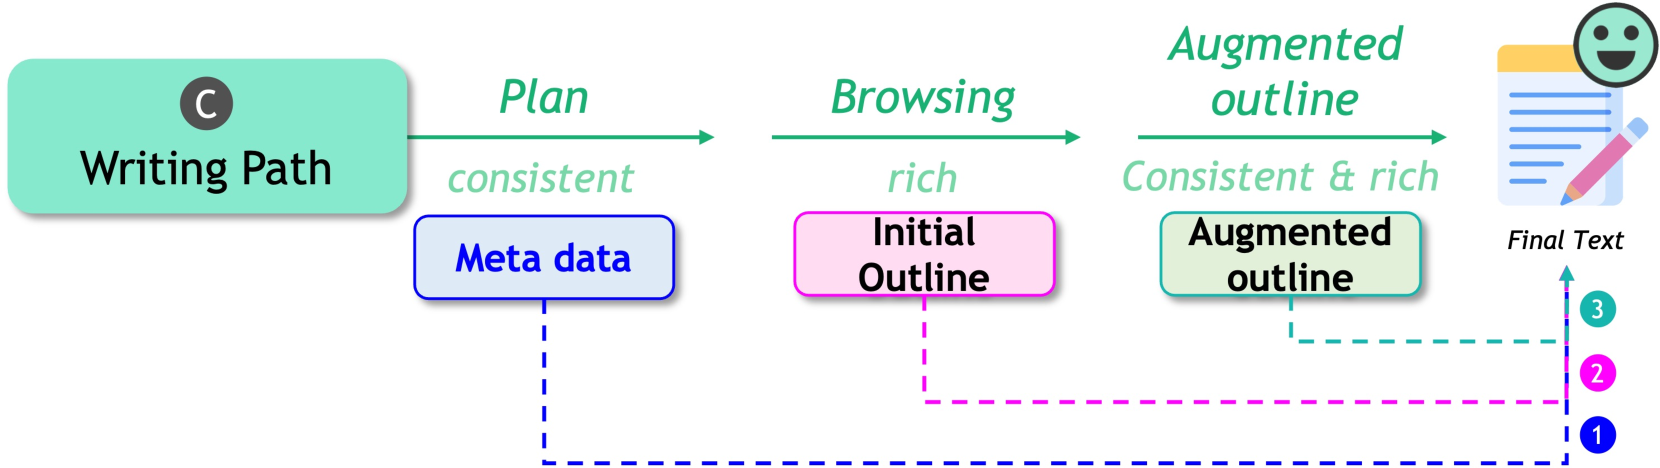 C
Writing Path
Plan
consistent
Meta data
Browsing
rich
Initial
Outline
Augmented
outline
Consistent & rich
Augmented
outline
Final Text
3
2
1